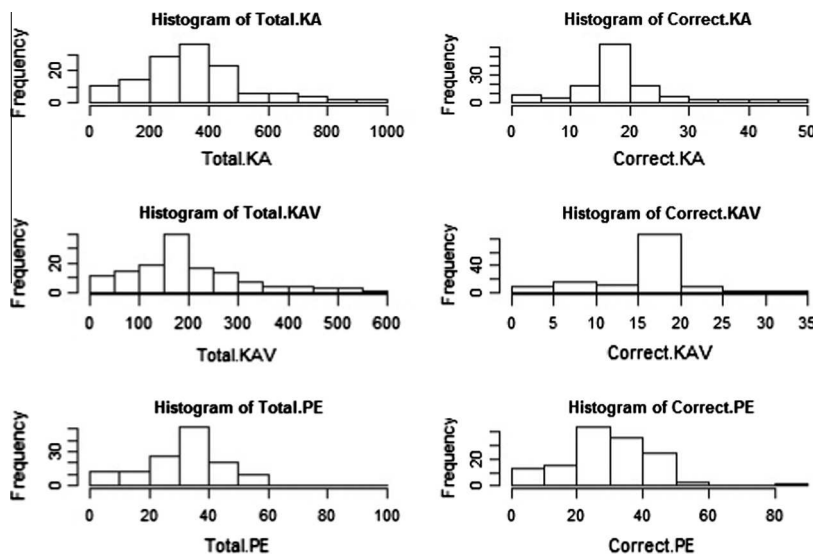 Histogram of Total.KA
Frequency
0 20
0 200 400 600 800 1000
Total.KA
Histogram of Correct.KA
Frequency
0 30
0 10 20 30 40 50
Correct.KA
Histogram of Total.KAV
Frequency
0 20
0 100 200 300 400 500 600
Total.KAV
Histogram of Correct.KAV
Frequency
0 40
0 5 10 15 20 25 30 35
Correct.KAV
Histogram of Total.PE
Frequency
0 30
0 20 40 60 80 100
Total.PE
Histogram of Correct.PE
Frequency
0 20
0 20 40 60 80
Correct.PE